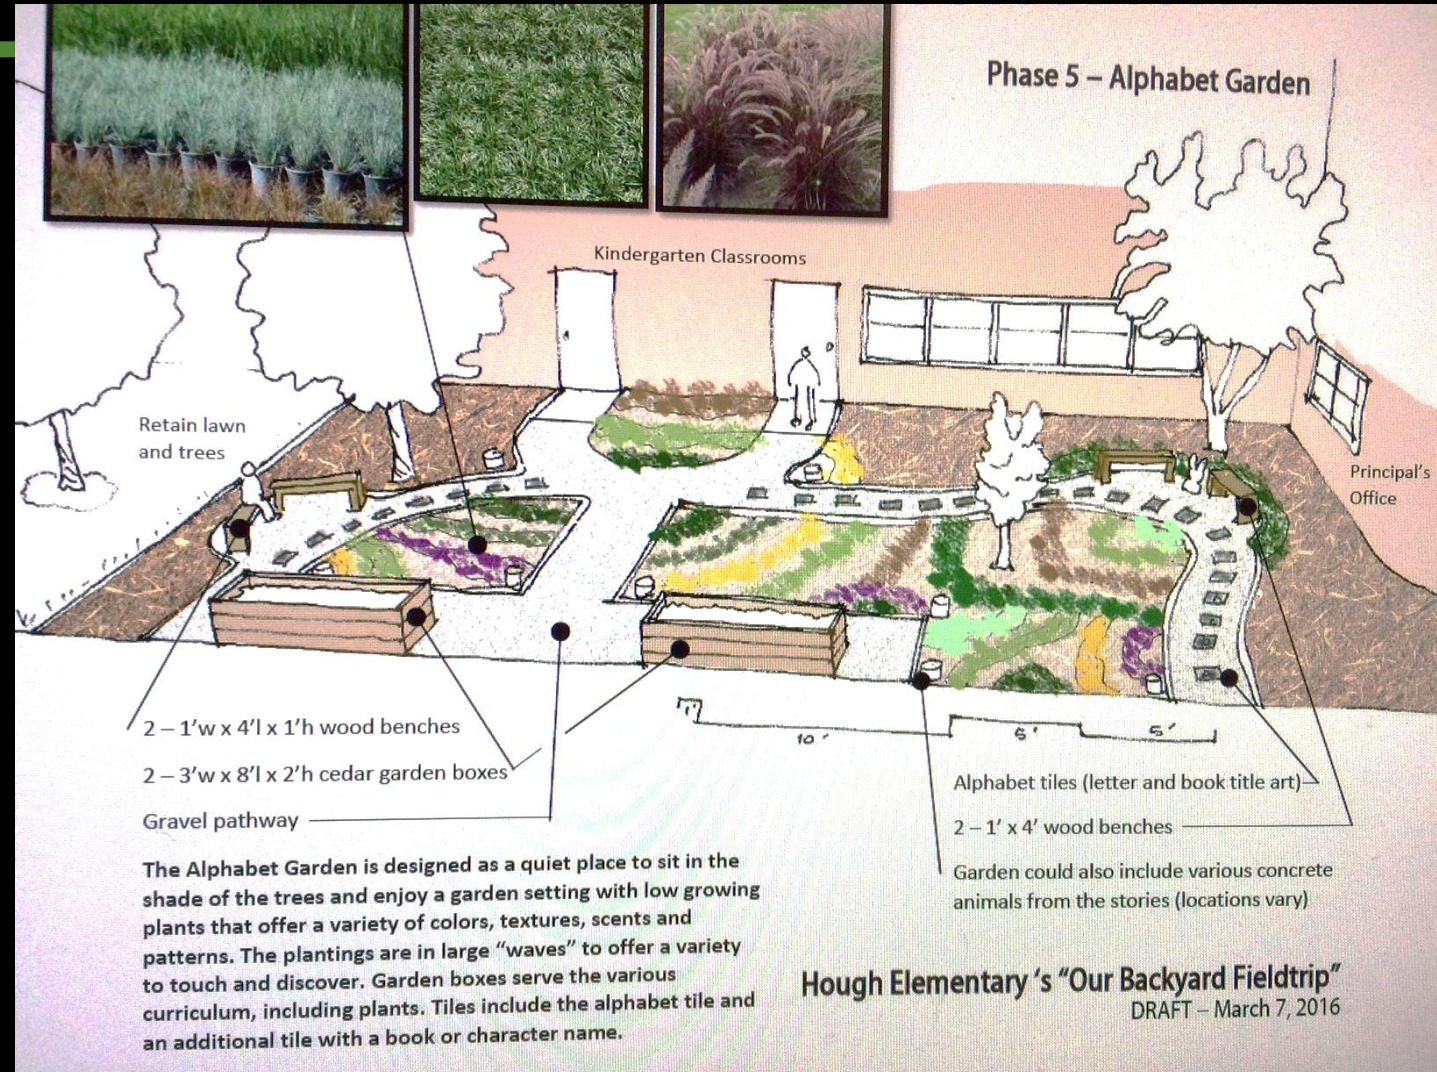 Phase 5 – Alphabet Garden
Kindergarten Classrooms
Retain lawn
and trees
Principal's
Office
2 – 1'w x 4'l x 1'h wood benches
2 – 3'w x 8'l x 2'h cedar garden boxes
Gravel pathway
10'
5'
Alphabet tiles (letter and book title art)
2 – 1' x 4' wood benches
Garden could also include various concrete
animals from the stories (locations vary)
The Alphabet Garden is designed as a quiet place to sit in the
shade of the trees and enjoy a garden setting with low growing
plants that offer a variety of colors, textures, scents and
patterns. The plantings are in large “waves” to offer a variety
to touch and discover. Garden boxes serve the various
curriculum, including plants. Tiles include the alphabet tile and
an additional tile with a book or character name.
Hough Elementary 's “Our Backyard Fieldtrip”
DRAFT – March 7, 2016